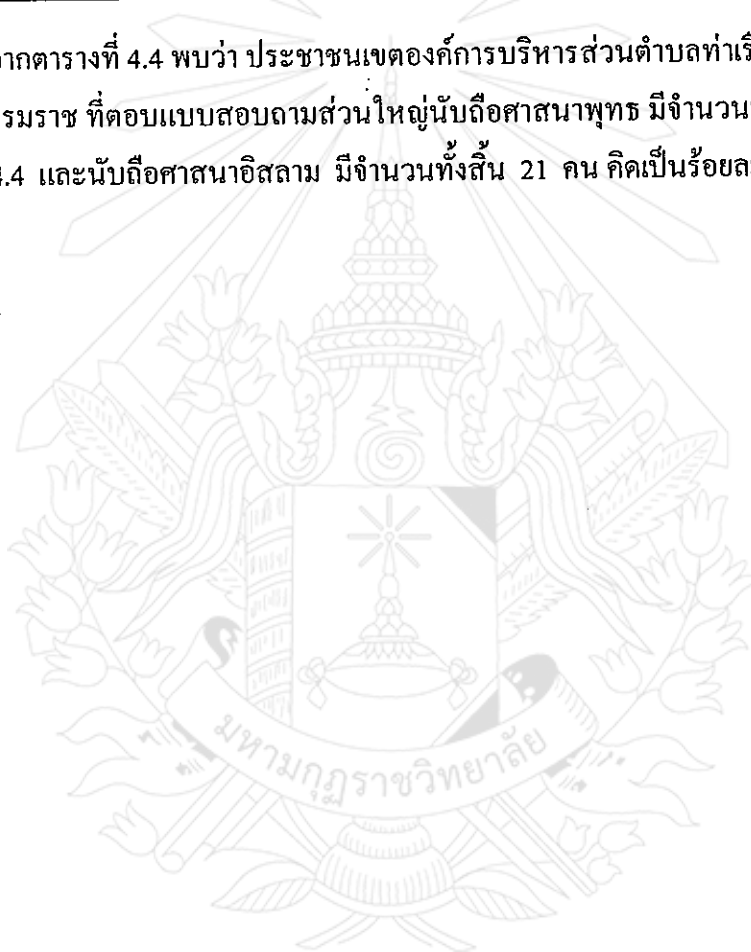 ากตารางที่ 4.4 พบว่า ประชาชนเขตองค์การบริหารส่วนตำบลท่าเรื
รมราช ที่ตอบแบบสอบถามส่วนใหญ่นับถือศาสนาพุทธ มีจำนวน
4.4 และนับถือศาสนาอิสลาม มีจำนวนทั้งสิ้น 21 คน คิดเป็นร้อยละ
มหามกุฏราชวิทยาลัย